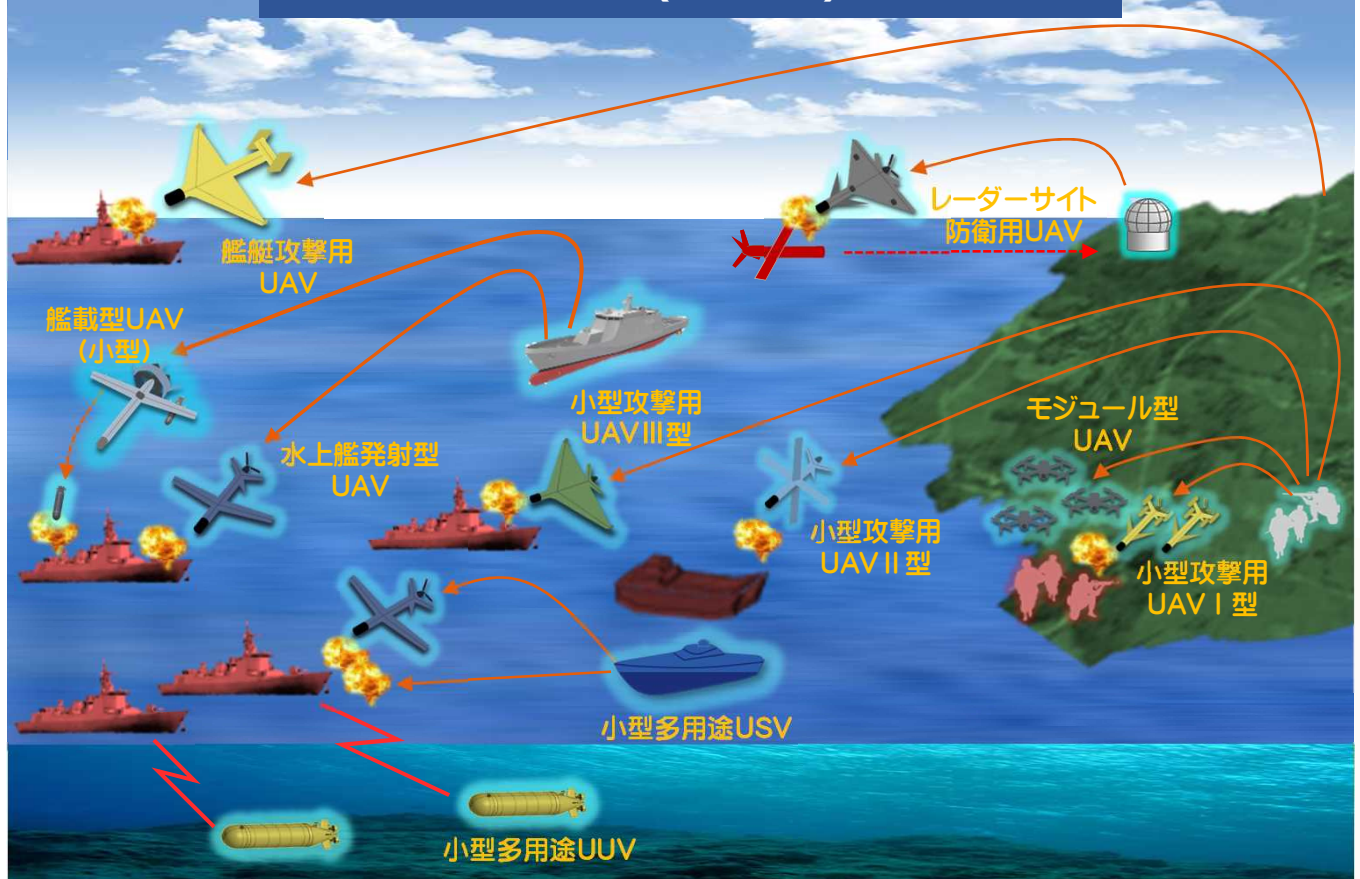 レーダーサイト
防衛用UAV
艦艇攻撃用
UAV
艦載型UAV
(小型)
小型攻撃用
UAVIII型
モジュール型
UAV
水上艦発射型
UAV
小型攻撃用
UAVII型
小型攻撃用
UAVI型
小型多用途USV
小型多用途UUV